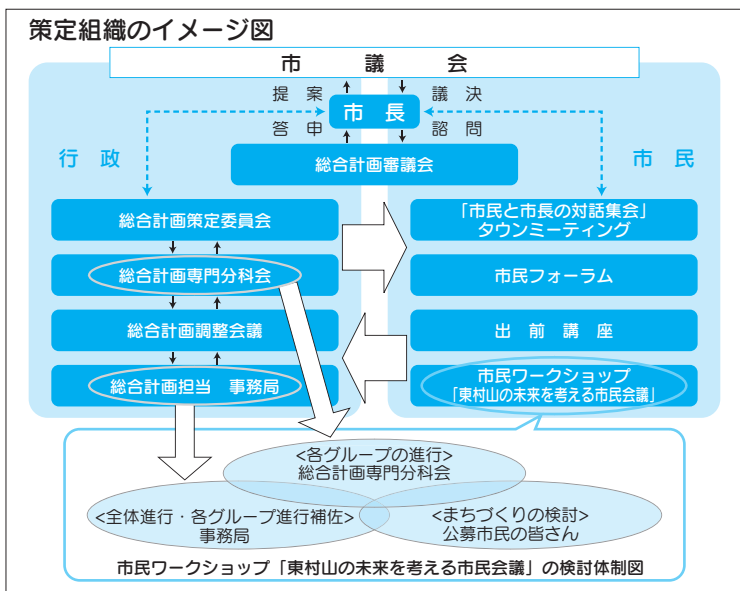 策定組織のイメージ図
市議会
提案
議決
市長
答申
諮問
行政
市民
総合計画審議会
総合計画策定委員会
総合計画専門分科会
総合計画調整会議
総合計画担当 事務局
「市民と市長の対話集会」
タウンミーティング
市民フォーラム
出前講座
市民ワークショップ
「東村山の未来を考える市民会議」
<各グループの進行>
総合計画専門分科会
<全体進行・各グループ進行補佐>
事務局
<まちづくりの検討>
公募市民の皆さん
市民ワークショップ「東村山の未来を考える市民会議」の検討体制図